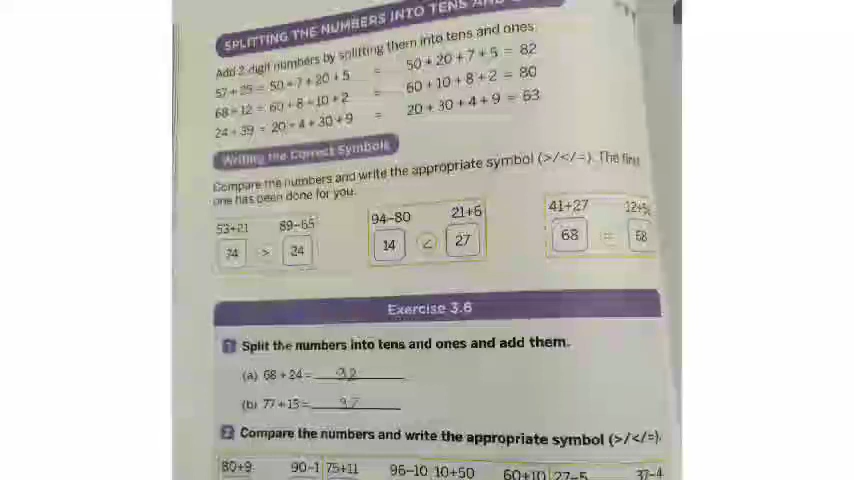 SPLITTING THE NUMBERS INTO TENS AND
Add 2 digit numbers by splitting them into tens and ones
57 + 25 = 50 + 7 + 20 + 5 = 50 + 20 + 7 + 5 = 82
68 + 12 = 60 + 8 + 10 + 2 = 60 + 10 + 8 + 2 = 80
24 + 39 = 20 + 4 + 30 + 9 = 20 + 30 + 4 + 9 = 63
Writing the Correct Symbols
Compare the numbers and write the appropriate symbol (>/</=). The first
one has been done for you.
53+21 89-65 94-80 21+6 41+27
74 > 24 14 < 27 68 = 68
Exercise 3.6
1 Split the numbers into tens and ones and add them.
(a) 68 + 24 = 92
(b) 77 + 15 = 97
2 Compare the numbers and write the appropriate symbol (>/</=).
80+9 90-1 75+11 96-10 10+50 60+10 27-5 37-4